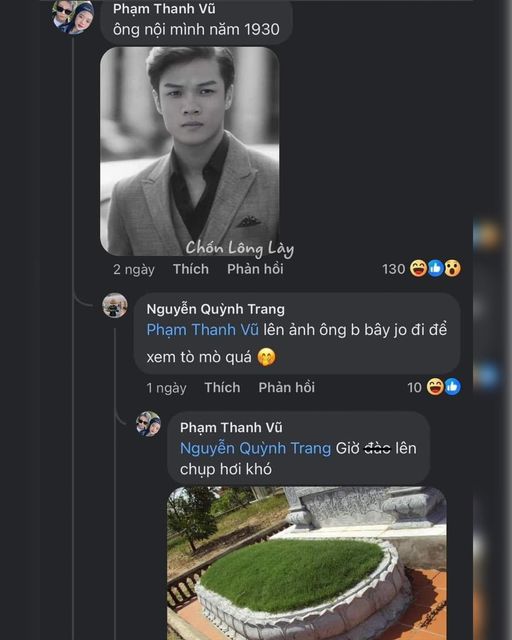 Phạm Thanh Vũ
ông nội mình năm 1930
Chốn Lông Lày
2 ngày Thích Phản hồi 130
Nguyễn Quỳnh Trang
Phạm Thanh Vũ lên ảnh ông b bây jo đi để
xem tò mò quá 🤭
1 ngày Thích Phản hồi 10
Phạm Thanh Vũ
Nguyễn Quỳnh Trang Giờ đào lên
chụp hơi khó